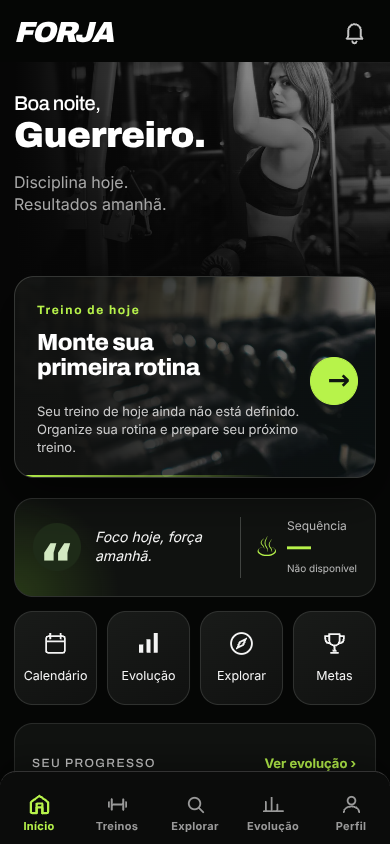 FORJA
Boa noite,
Guerreiro.
Disciplina hoje.
Resultados amanhã.
Treino de hoje
Monte sua
primeira rotina
Seu treino de hoje ainda não está definido.
Organize sua rotina e prepare seu próximo
treino.
“
Foco hoje, força
amanhã.
Sequência
—
Não disponível
Calendário
Evolução
Explorar
Metas
SEU PROGRESSO
Ver evolução ›
Início
Treinos
Explorar
Evolução
Perfil